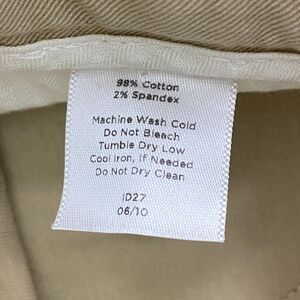 98% Cotton
2% Spandex
Machine Wash Cold
Do Not Bleach
Tumble Dry Low
Cool Iron, If Needed
Do Not Dry Clean
ID27
06/10